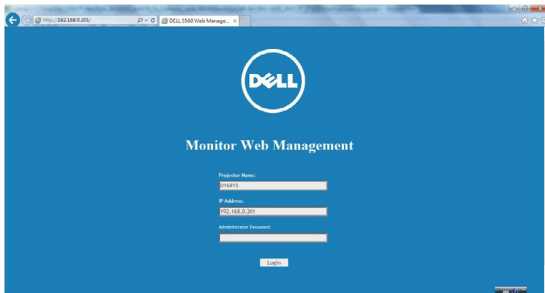 http://192.168.0.201/
DELL S560 Web Manage...
DELL
Monitor Web Management
Projector Name:
IP Address:
192.168.0.201
Administrator Password:
Login